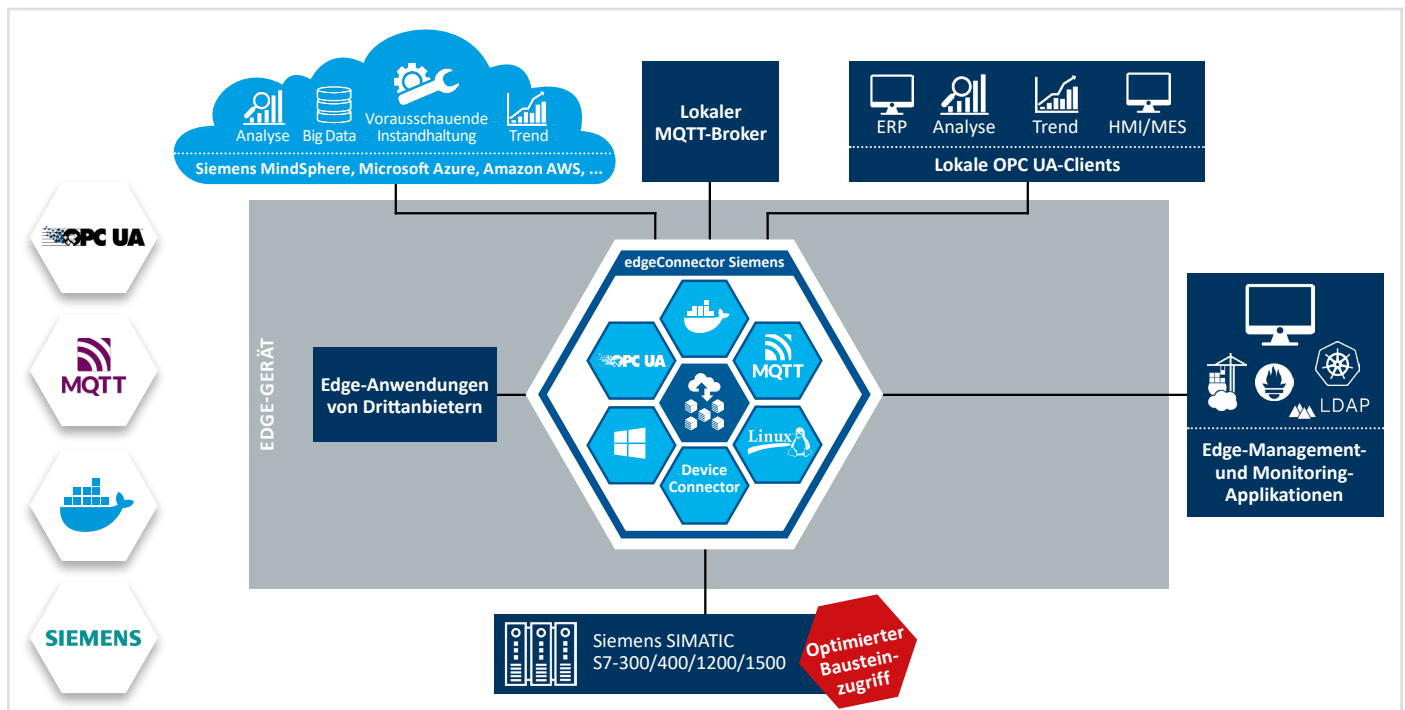 Analyse
Big Data
Vorausschauende
Instandhaltung
Trend
Siemens MindSphere, Microsoft Azure, Amazon AWS, ...
Lokaler
MQTT-Broker
ERP
Analyse
Trend
HMI/MES
Lokale OPC UA-Clients
OPC UA
MQTT
SIEMENS
EDGE-GERÄT
Edge-Anwendungen
von Drittanbietern
edgeConnector Siemens
OPC UA
MQTT
Linux
Device
Connector
LDAP
Edge-Management-
und Monitoring-
Applikationen
Siemens SIMATIC
S7-300/400/1200/1500
Optimierter
Baustein-
zugriff